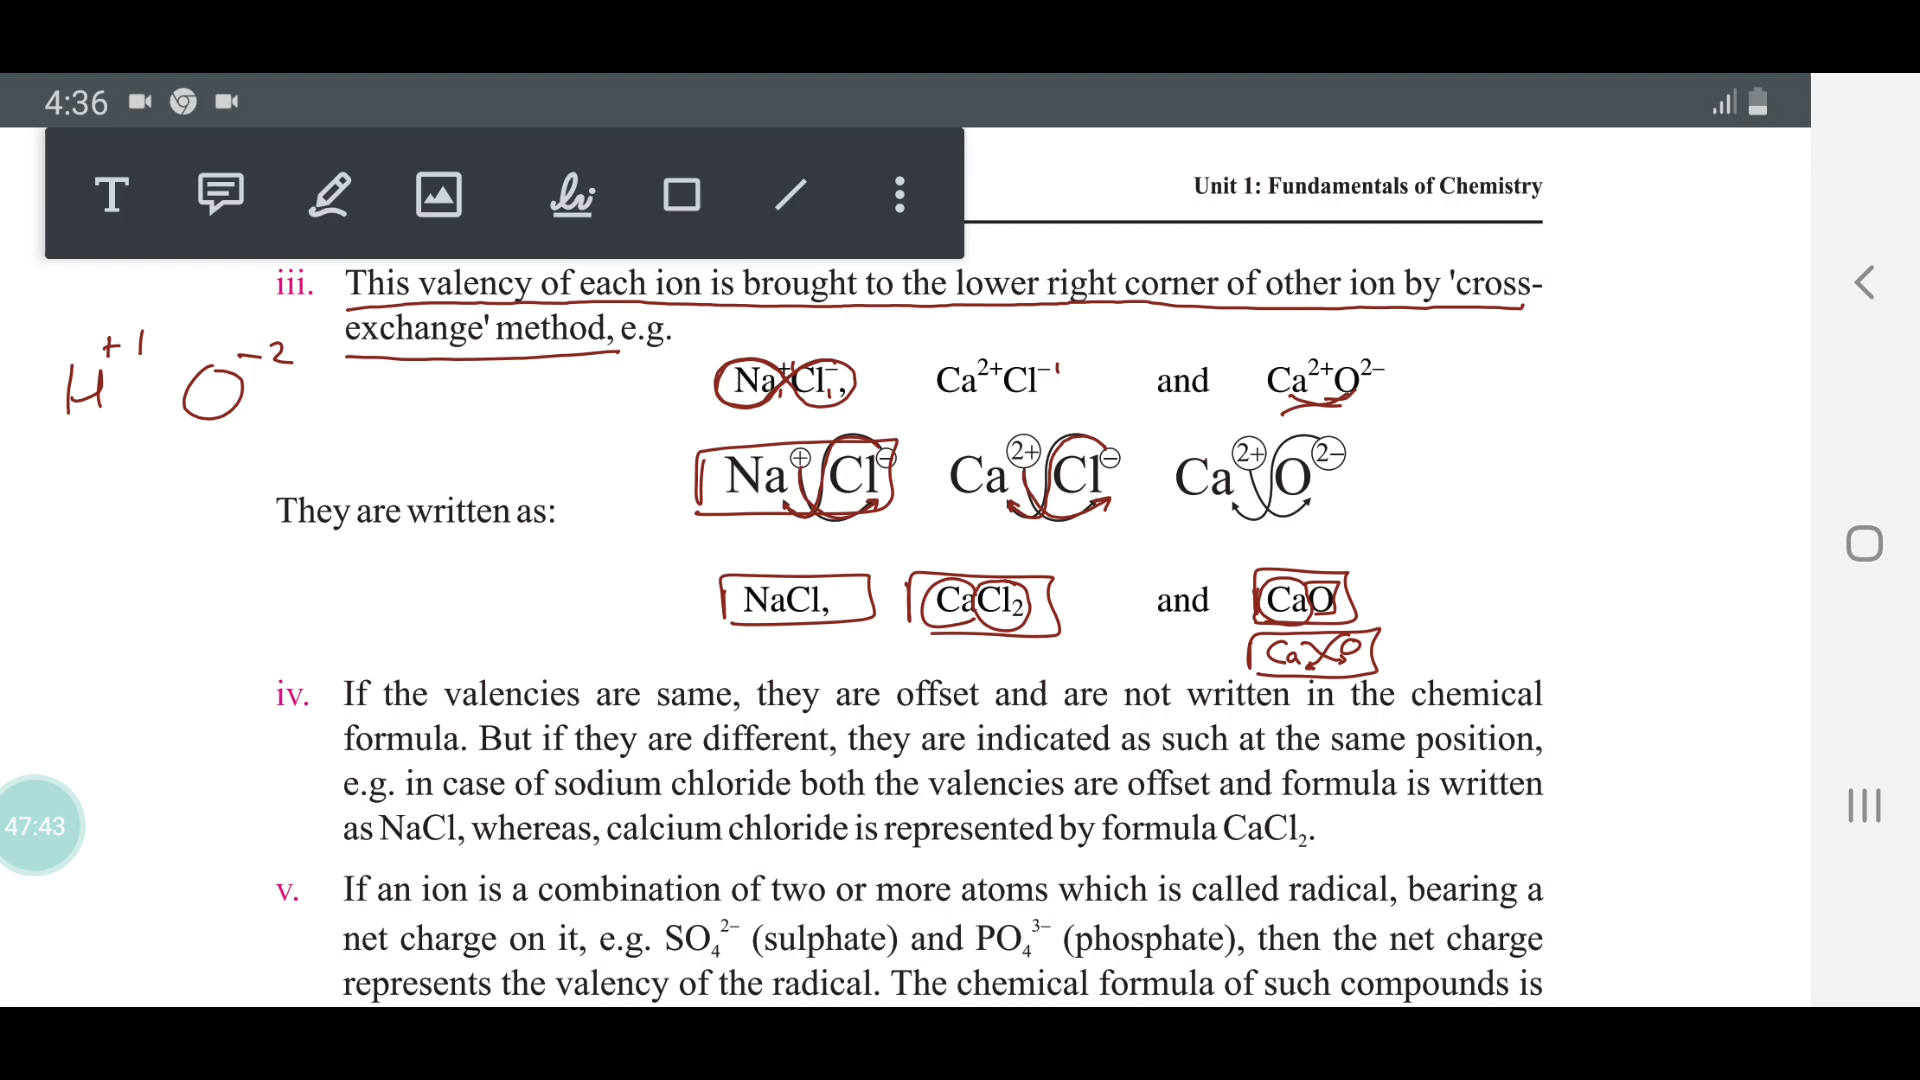 4:36
T
Unit 1: Fundamentals of Chemistry
iii. This valency of each ion is brought to the lower right corner of other ion by 'cross-
exchange' method, e.g.
H⁺¹ O⁻²
Na⁺Cl⁻, Ca²⁺Cl⁻¹ and Ca²⁺O²⁻
Na⁺ Cl⁻ Ca²⁺ Cl⁻ Ca²⁺ O²⁻
They are written as:
NaCl, CaCl₂ and CaO
Ca O
iv. If the valencies are same, they are offset and are not written in the chemical
formula. But if they are different, they are indicated as such at the same position,
e.g. in case of sodium chloride both the valencies are offset and formula is written
as NaCl, whereas, calcium chloride is represented by formula CaCl₂.
47:43
v. If an ion is a combination of two or more atoms which is called radical, bearing a
net charge on it, e.g. SO₄²⁻ (sulphate) and PO₄³⁻ (phosphate), then the net charge
represents the valency of the radical. The chemical formula of such compounds is